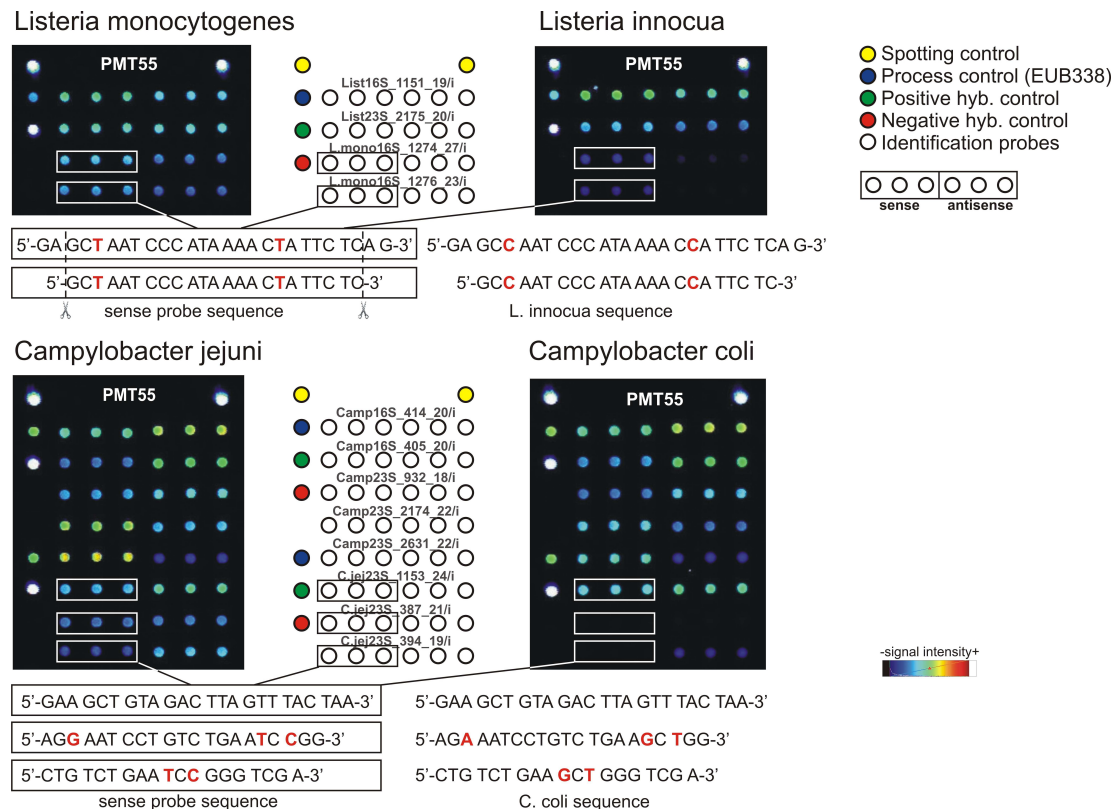 Listeria monocytogenes
Listeria innocua
PMT55
PMT55
List16S_1151_19/i
List23S_2175_20/i
L.mono16S_1274_27/i
L.mono16S_1276_23/i
Spotting control
Process control (EUB338)
Positive hyb. control
Negative hyb. control
Identification probes
sense antisense
5'-GA GCT AAT CCC ATA AAA CTA TTC TCA G-3'
5'-GA GCC AAT CCC ATA AAA CCA TTC TCA G-3'
5'-GCT AAT CCC ATA AAA CTA TTC TC-3'
5'-GCC AAT CCC ATA AAA CCA TTC TC-3'
sense probe sequence
L. innocua sequence
Campylobacter jejuni
Campylobacter coli
PMT55
PMT55
Camp16S_414_20/i
Camp16S_405_20/i
Camp23S_932_18/i
Camp23S_2174_22/i
Camp23S_2631_22/i
C.jej23S_1153_24/i
C.jej23S_387_21/i
C.jej23S_394_19/i
-signal intensity+
5'-GAA GCT GTA GAC TTA GTT TAC TAA-3'
5'-GAA GCT GTA GAC TTA GTT TAC TAA-3'
5'-AGG AAT CCT GTC TGA ATC CGG-3'
5'-AGA AATCCTGTC TGA AGC TGG-3'
5'-CTG TCT GAA TCC GGG TCG A-3'
5'-CTG TCT GAA GCT GGG TCG A-3'
sense probe sequence
C. coli sequence